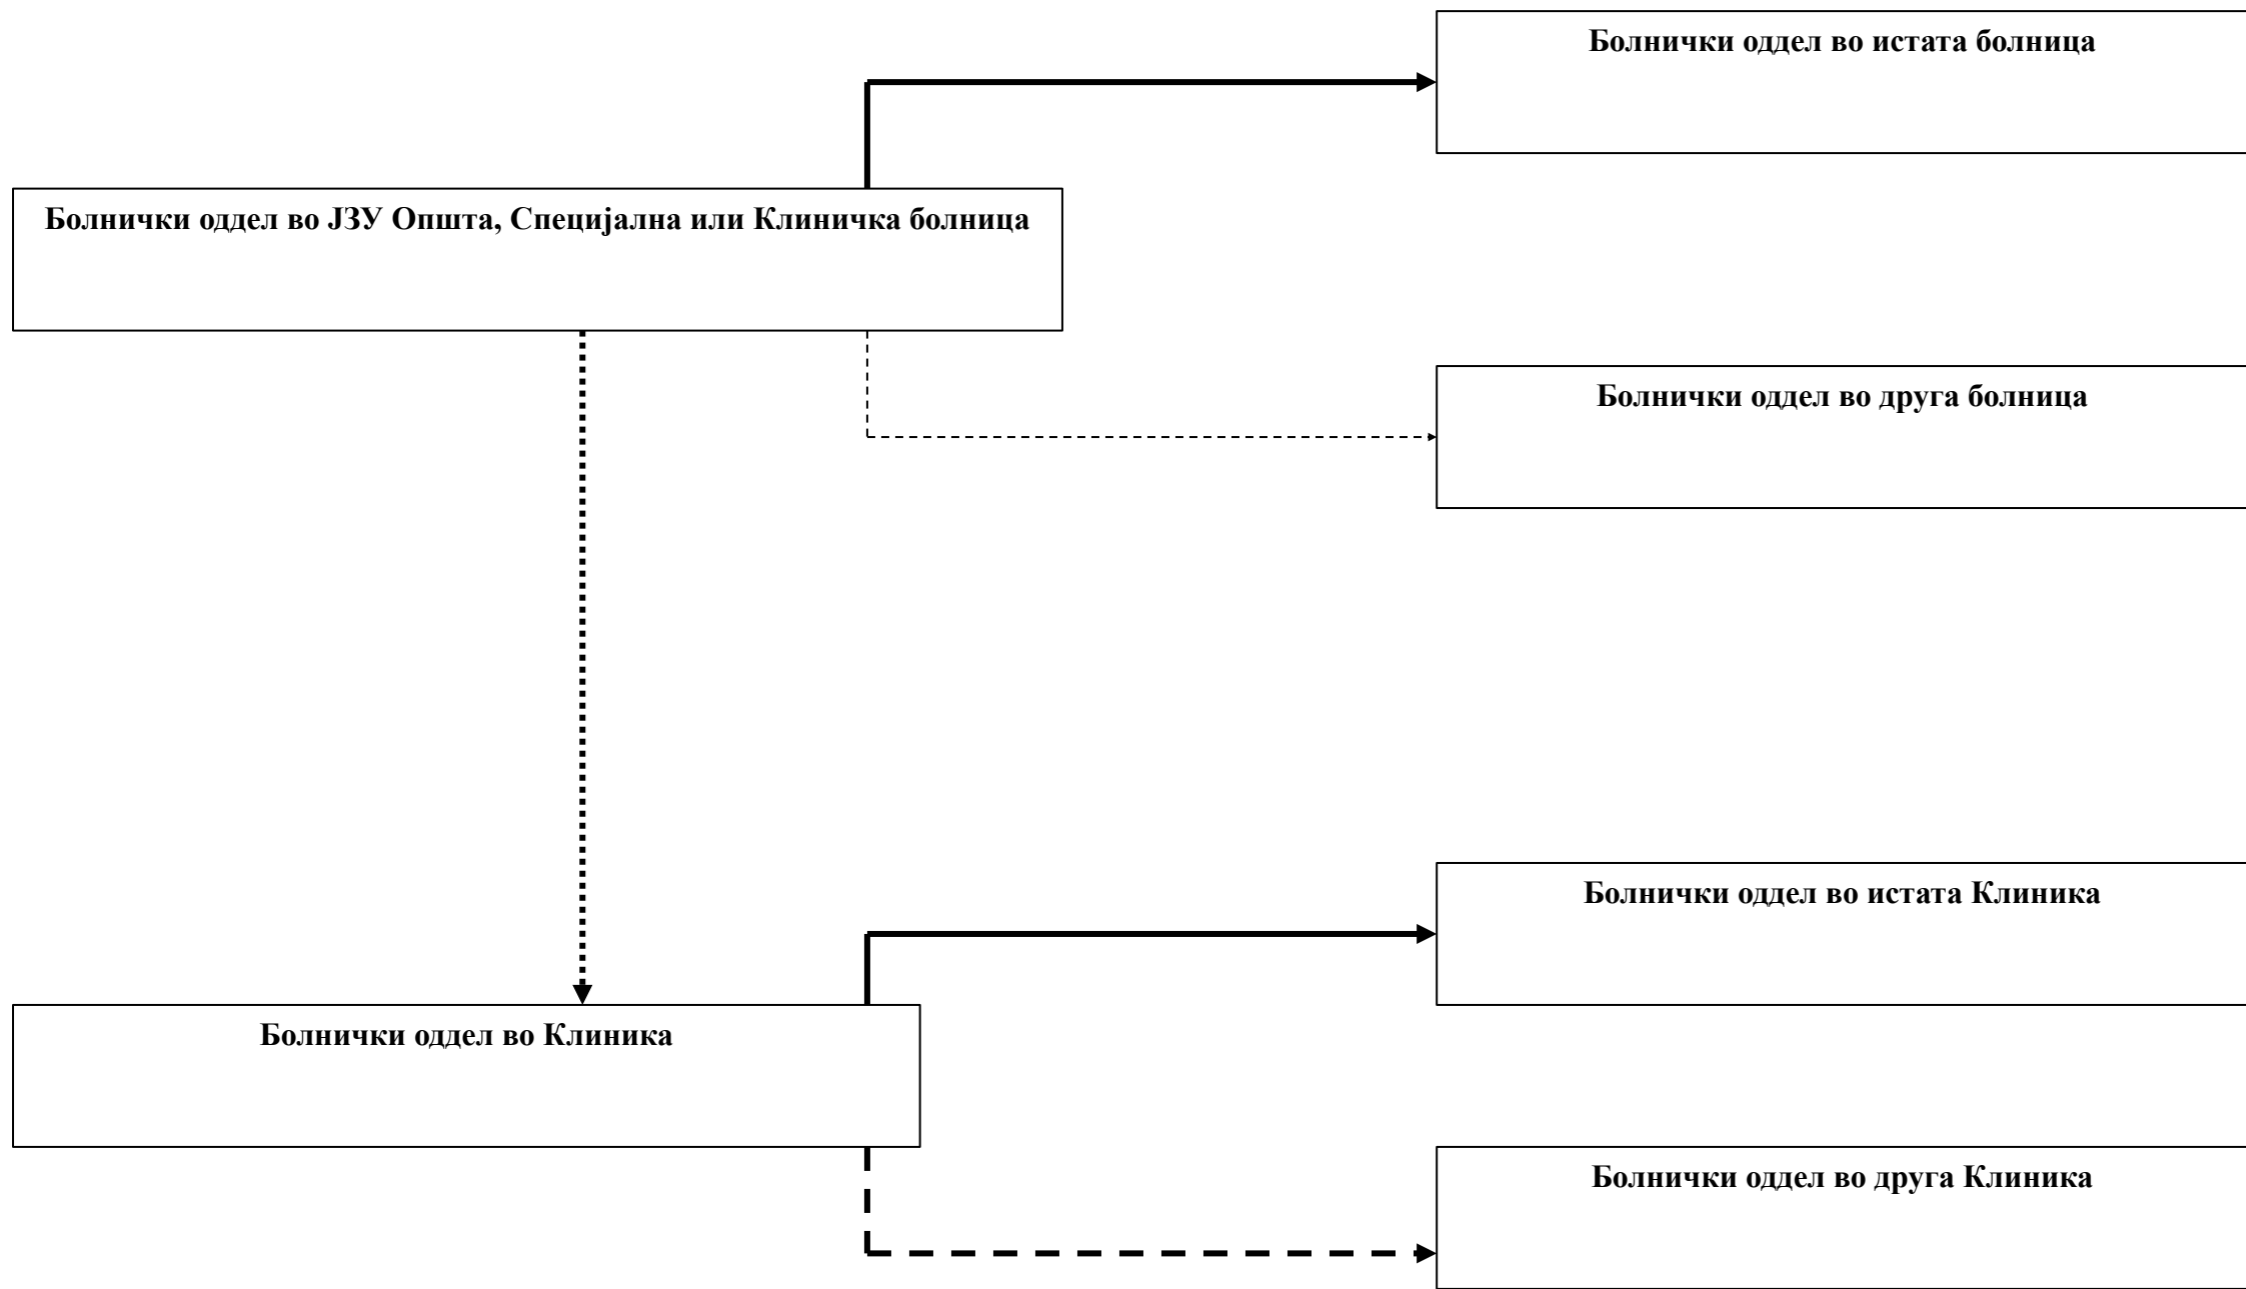 Болнички оддел во истата болница
Болнички оддел во ЈЗУ Општа, Специјална или Клиничка болница
Болнички оддел во друга болница
Болнички оддел во истата Клиника
Болнички оддел во Клиника
Болнички оддел во друга Клиника